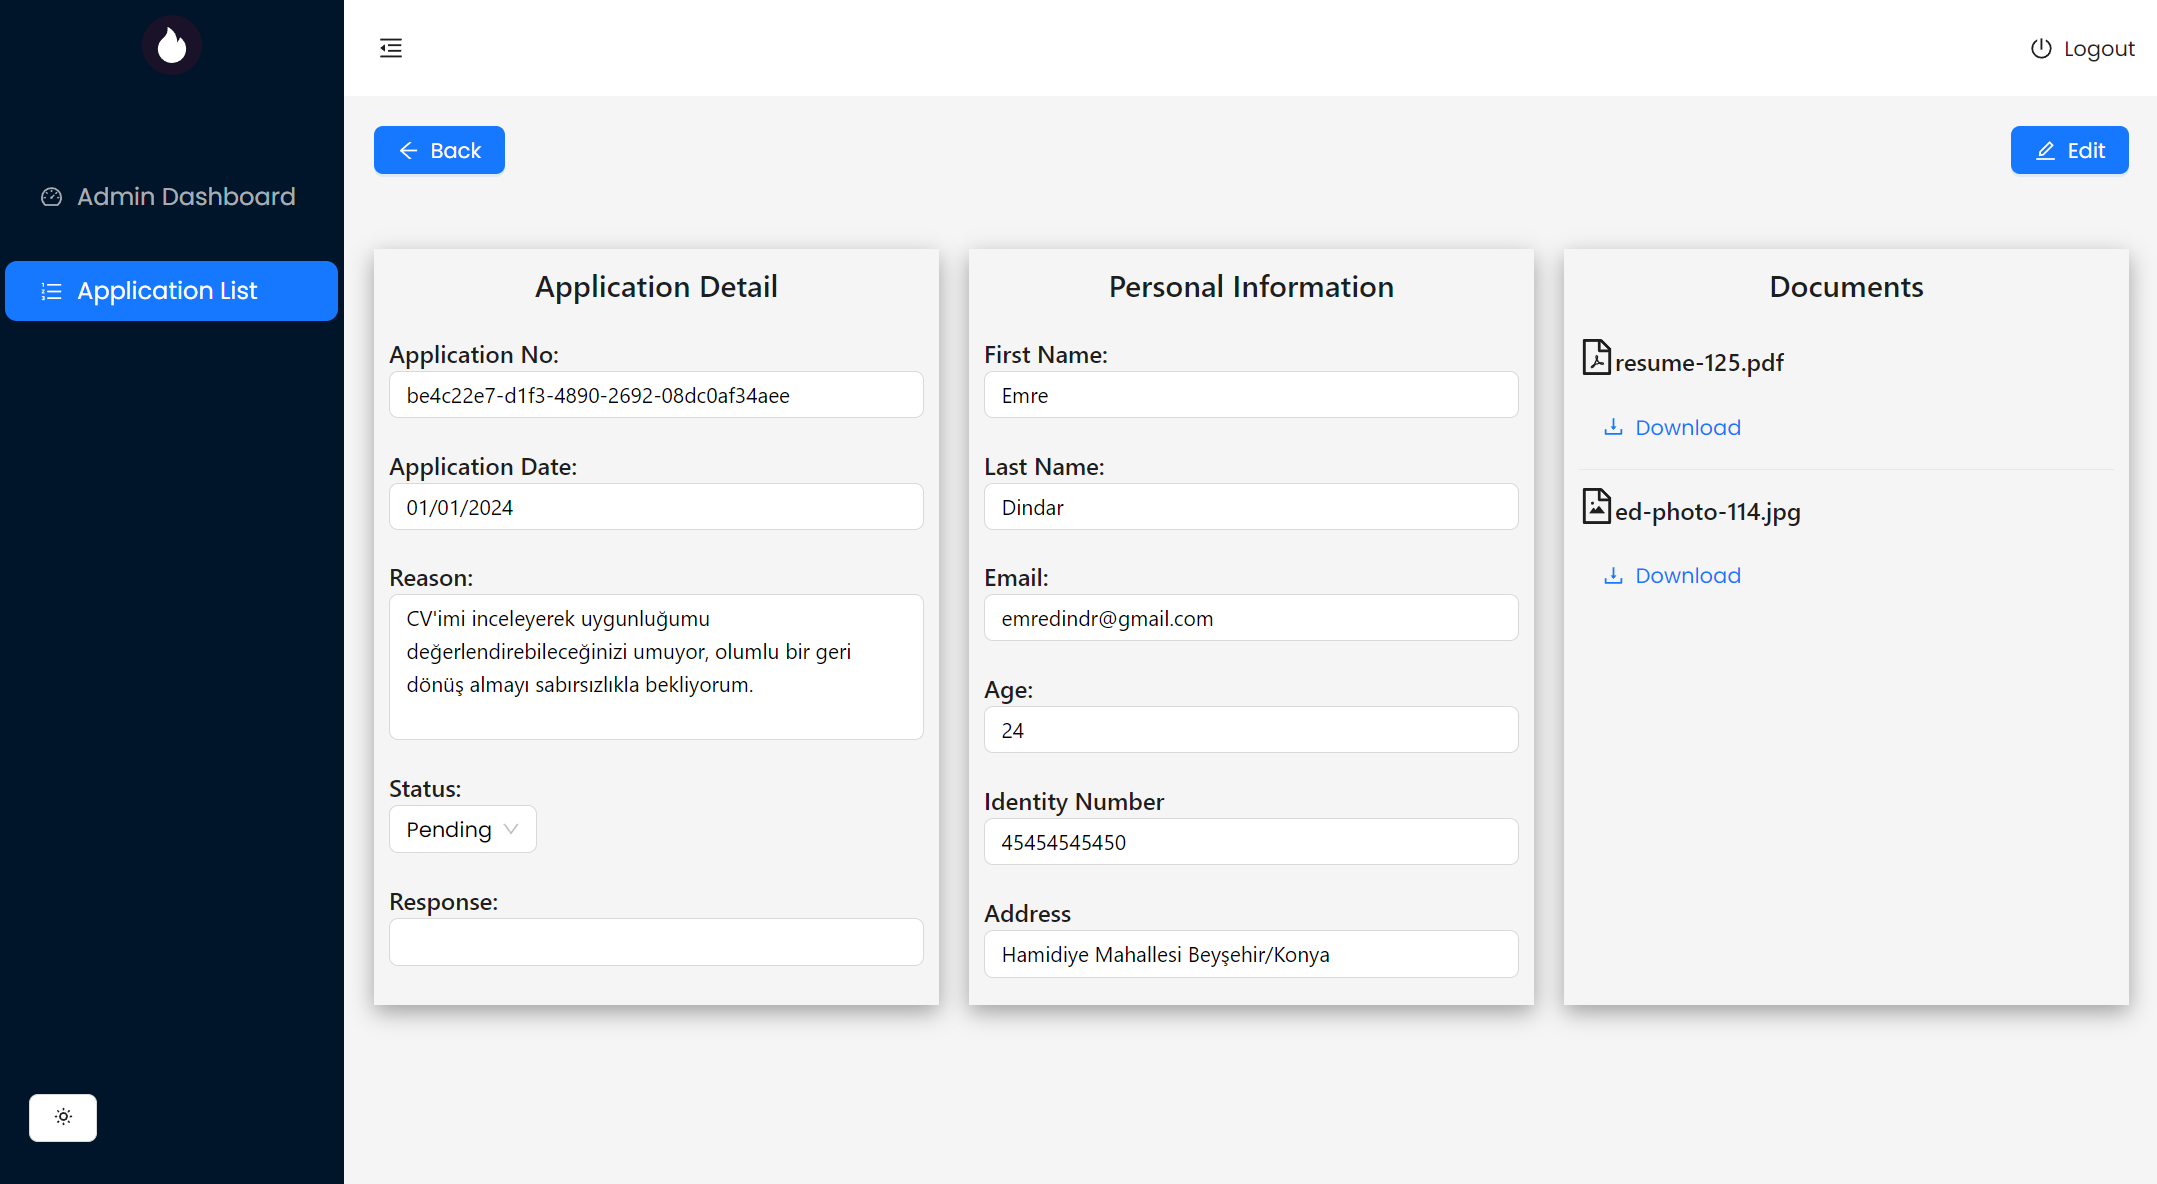 Logout
Back
Edit
Admin Dashboard
Application List
Application Detail
Application No:
be4c22e7-d1f3-4890-2692-08dc0af34aee
Application Date:
01/01/2024
Reason:
CV'imi inceleyerek uygunluğumu
değerlendirebileceğinizi umuyor, olumlu bir geri
dönüş almayı sabırsızlıkla bekliyorum.
Status:
Pending
Response:
Personal Information
First Name:
Emre
Last Name:
Dindar
Email:
emredindr@gmail.com
Age:
24
Identity Number
45454545450
Address
Hamidiye Mahallesi Beyşehir/Konya
Documents
resume-125.pdf
Download
ed-photo-114.jpg
Download